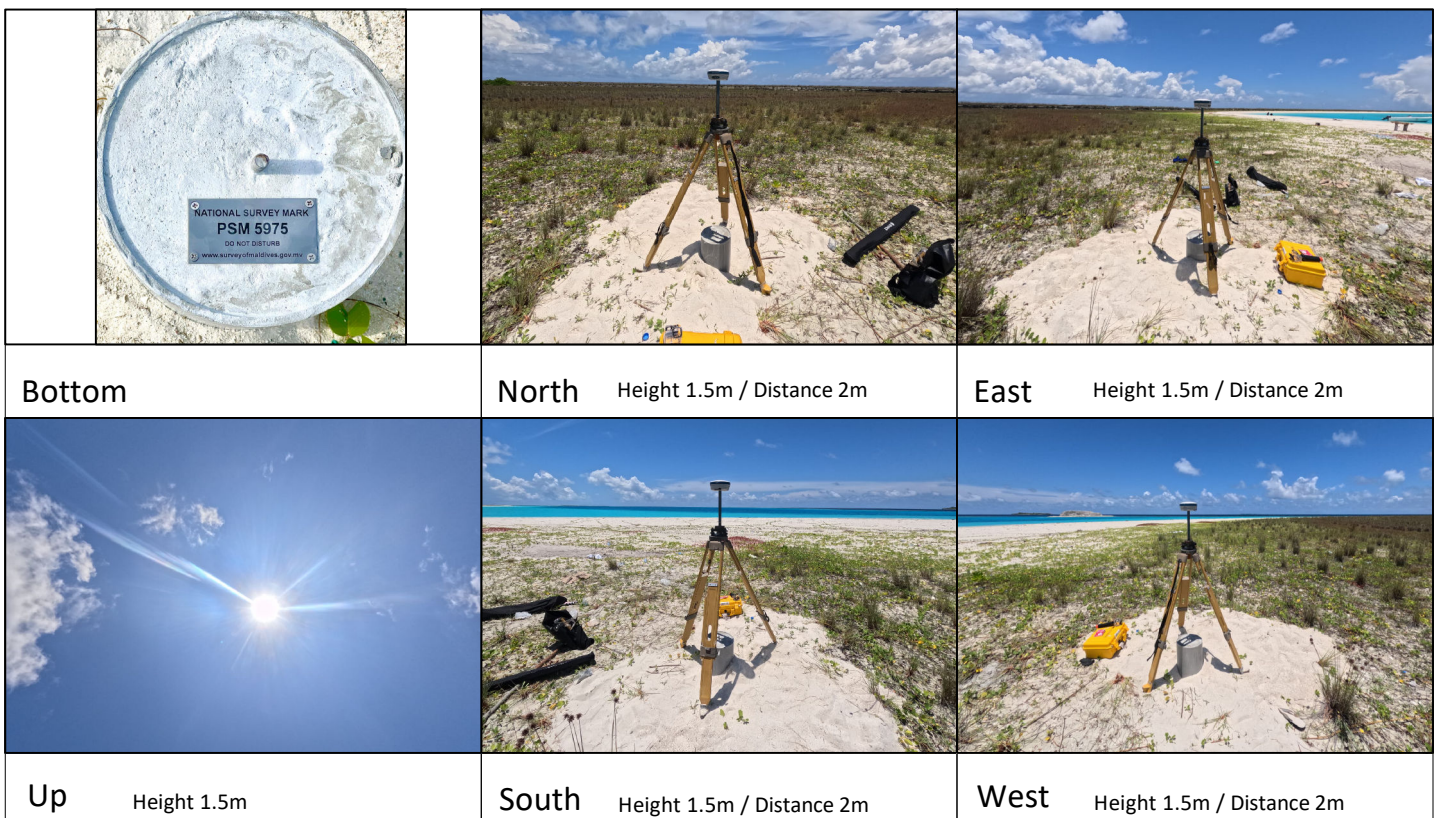 NATIONAL SURVEY MARK
PSM 5975
DO NOT DISTURB
www.surveyofmaldives.gov.mv
Bottom
North Height 1.5m / Distance 2m
East Height 1.5m / Distance 2m
Up Height 1.5m
South Height 1.5m / Distance 2m
West Height 1.5m / Distance 2m